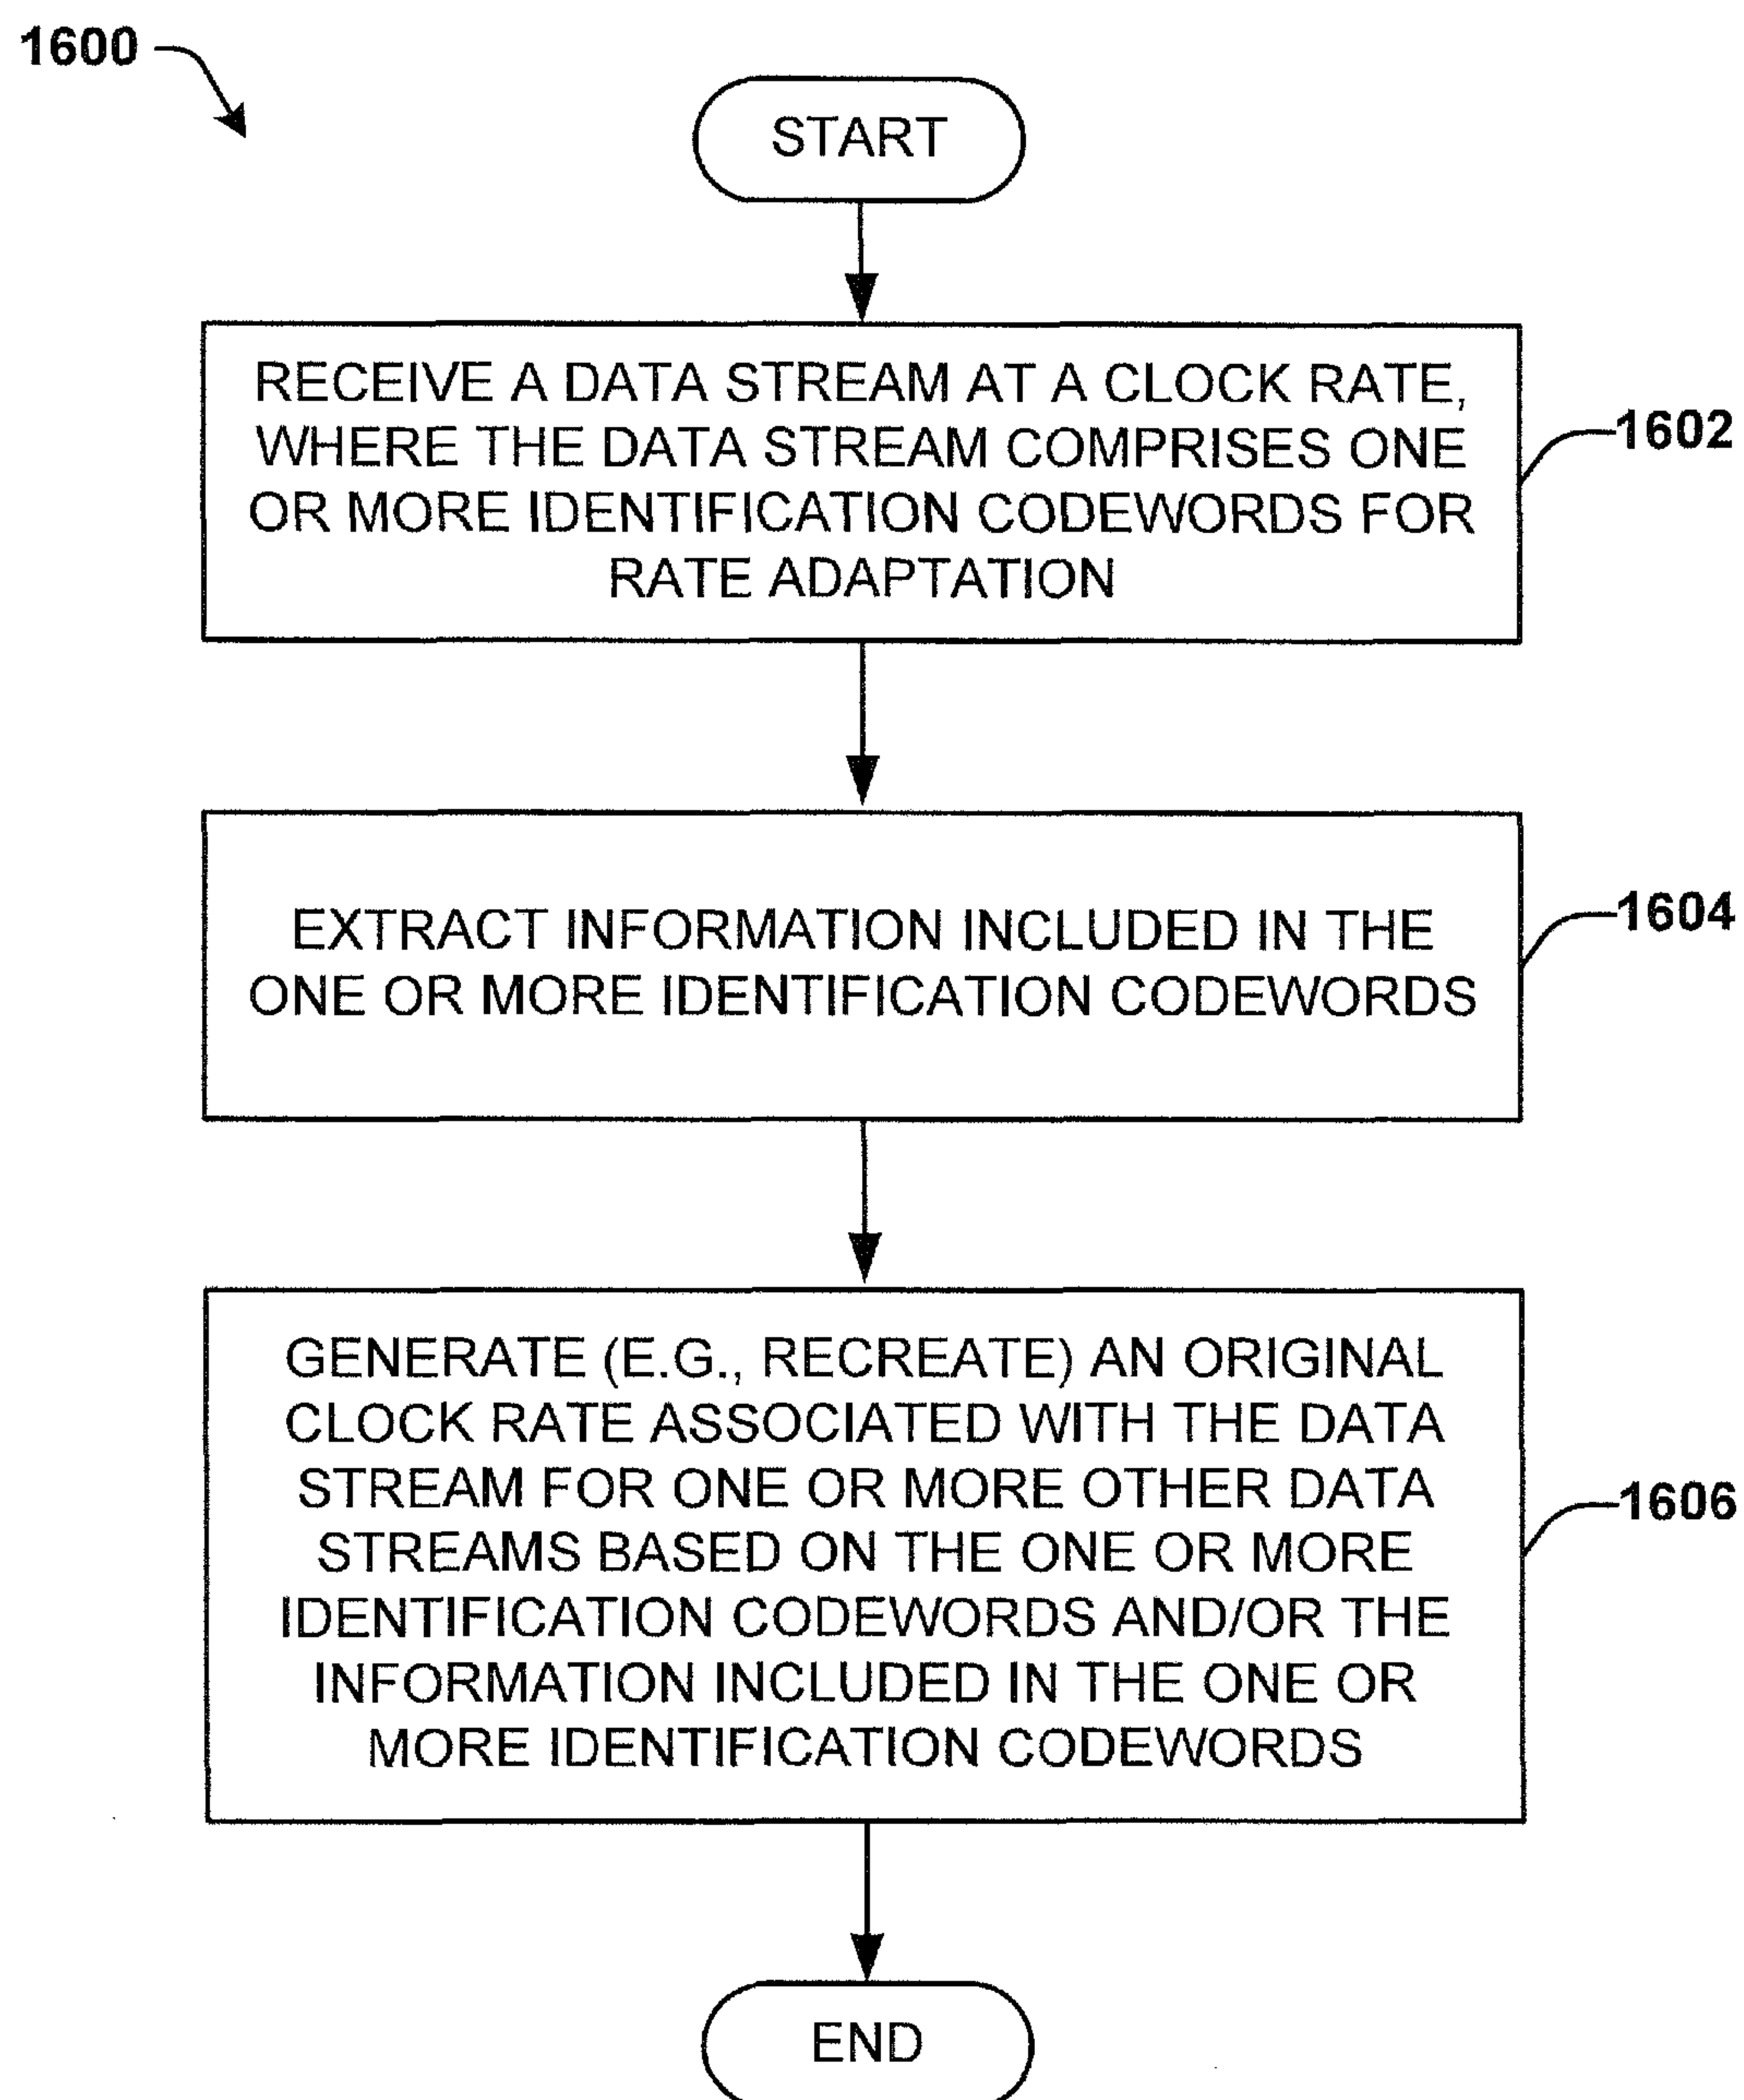 1600
START
RECEIVE A DATA STREAM AT A CLOCK RATE,
WHERE THE DATA STREAM COMPRISES ONE
OR MORE IDENTIFICATION CODEWORDS FOR
RATE ADAPTATION
1602
EXTRACT INFORMATION INCLUDED IN THE
ONE OR MORE IDENTIFICATION CODEWORDS
1604
GENERATE (E.G., RECREATE) AN ORIGINAL
CLOCK RATE ASSOCIATED WITH THE DATA
STREAM FOR ONE OR MORE OTHER DATA
STREAMS BASED ON THE ONE OR MORE
IDENTIFICATION CODEWORDS AND/OR THE
INFORMATION INCLUDED IN THE ONE OR
MORE IDENTIFICATION CODEWORDS
1606
END